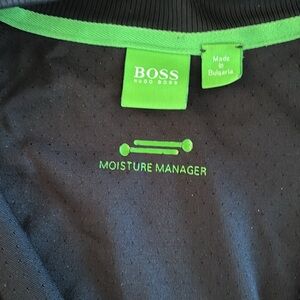 BOSS
HUGO BOSS
Made
in
Bulgaria
MOISTURE MANAGER